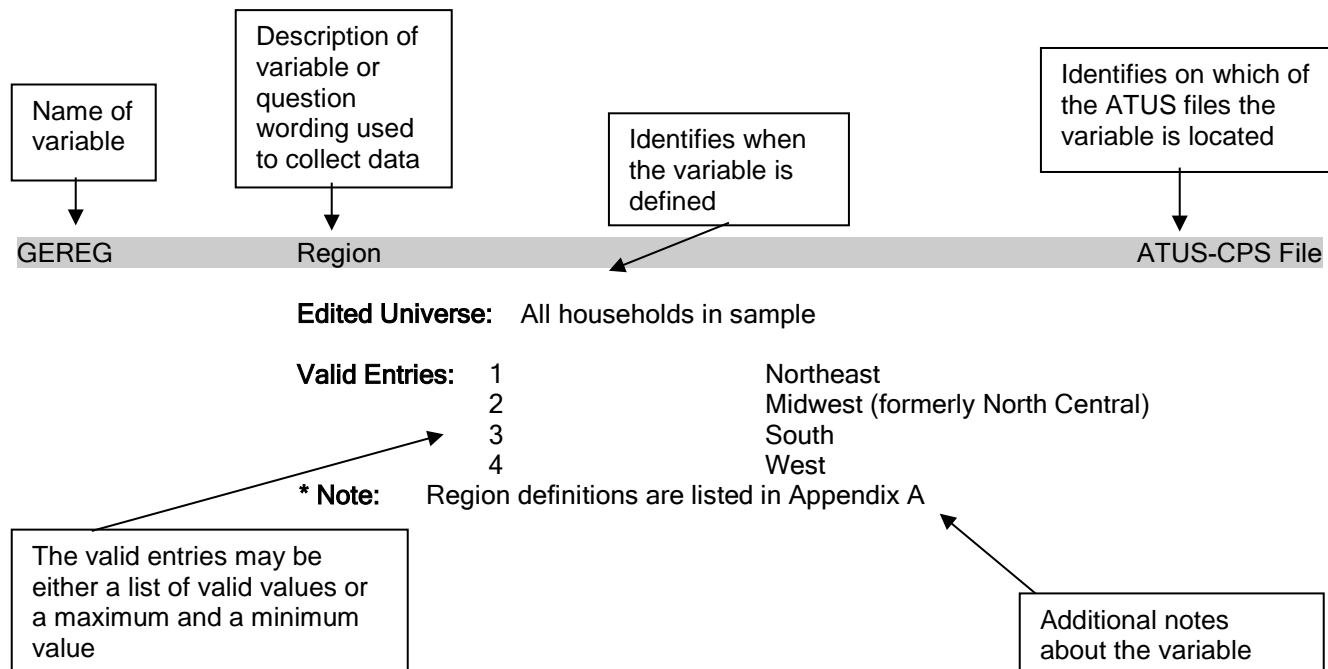 Name of
variable
Description of
variable or
question
wording used
to collect data
Identifies when
the variable is
defined
Identifies on which of
the ATUS files the
variable is located
GEREG Region ATUS-CPS File
Edited Universe: All households in sample
Valid Entries: 1 Northeast
2 Midwest (formerly North Central)
3 South
4 West
* Note: Region definitions are listed in Appendix A
The valid entries may be
either a list of valid values or
a maximum and a minimum
value
Additional notes
about the variable